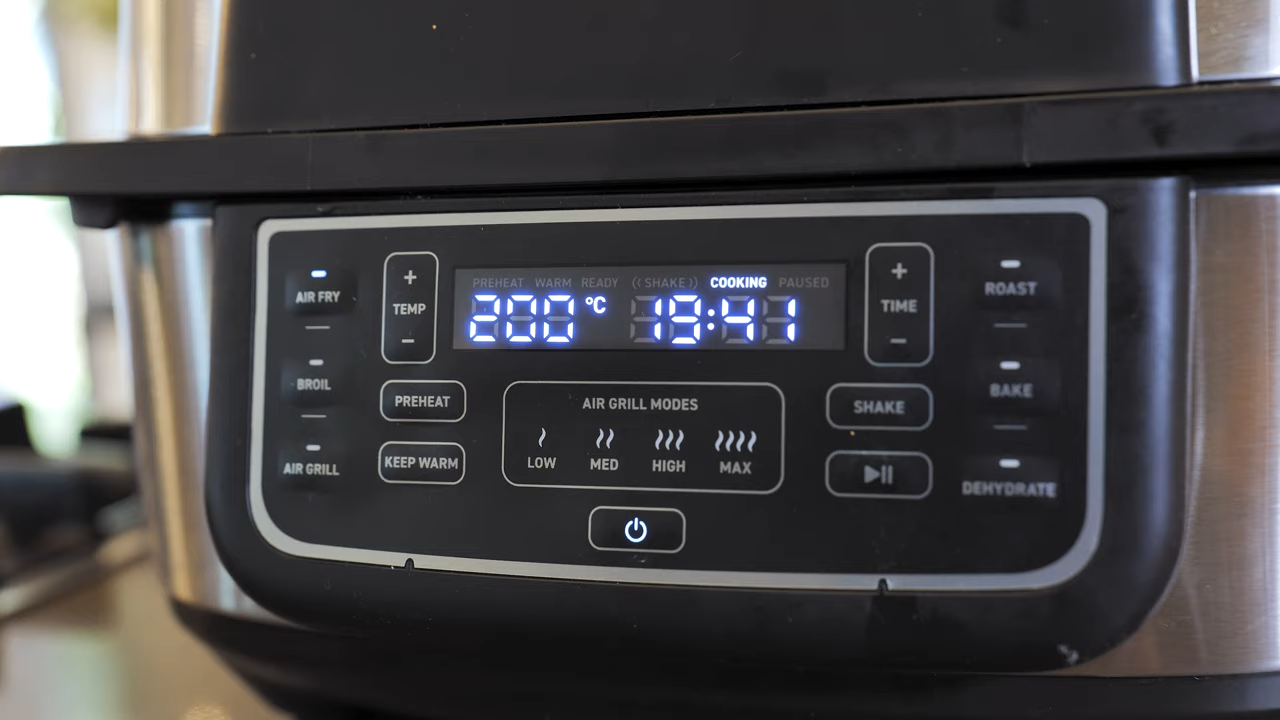 PREHEAT WARM READY ((SHAKE)) COOKING PAUSED
200 °C 19:41
AIR FRY
BROIL
AIR GRILL
+
TEMP
−
PREHEAT
KEEP WARM
AIR GRILL MODES
LOW MED HIGH MAX
+
TIME
−
SHAKE
ROAST
BAKE
DEHYDRATE